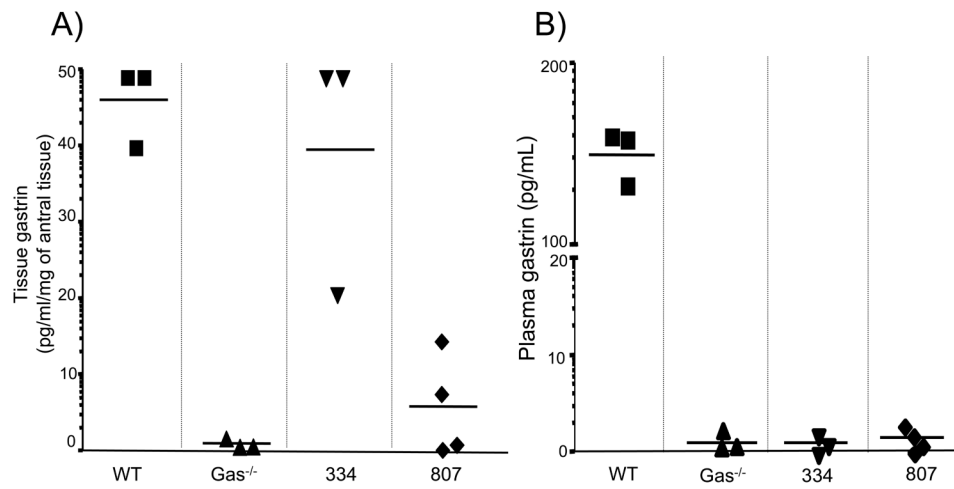 A)
B)
Tissue gastrin
(pg/ml/mg of antral tissue)
50
40
30
20
10
0
WT
Gas-/-
334
807
Plasma gastrin (pg/mL)
200
100
20
10
0
WT
Gas-/-
334
807